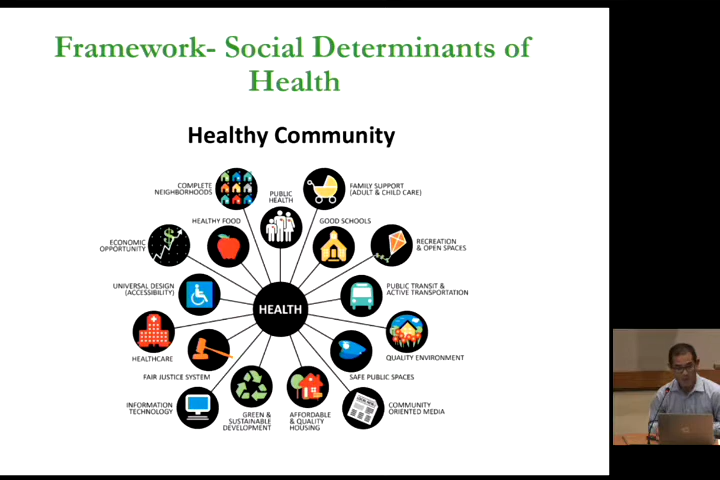 Framework- Social Determinants of
Health
Healthy Community
COMPLETE
NEIGHBORHOODS
PUBLIC
HEALTH
FAMILY SUPPORT
(ADULT & CHILD CARE)
HEALTHY FOOD
GOOD SCHOOLS
ECONOMIC
OPPORTUNITY
RECREATION
& OPEN SPACES
UNIVERSAL DESIGN
(ACCESSIBILITY)
PUBLIC TRANSIT &
ACTIVE TRANSPORTATION
HEALTH
HEALTHCARE
QUALITY ENVIRONMENT
FAIR JUSTICE SYSTEM
SAFE PUBLIC SPACES
INFORMATION
TECHNOLOGY
GREEN &
SUSTAINABLE
DEVELOPMENT
AFFORDABLE
& QUALITY
HOUSING
COMMUNITY
ORIENTED MEDIA